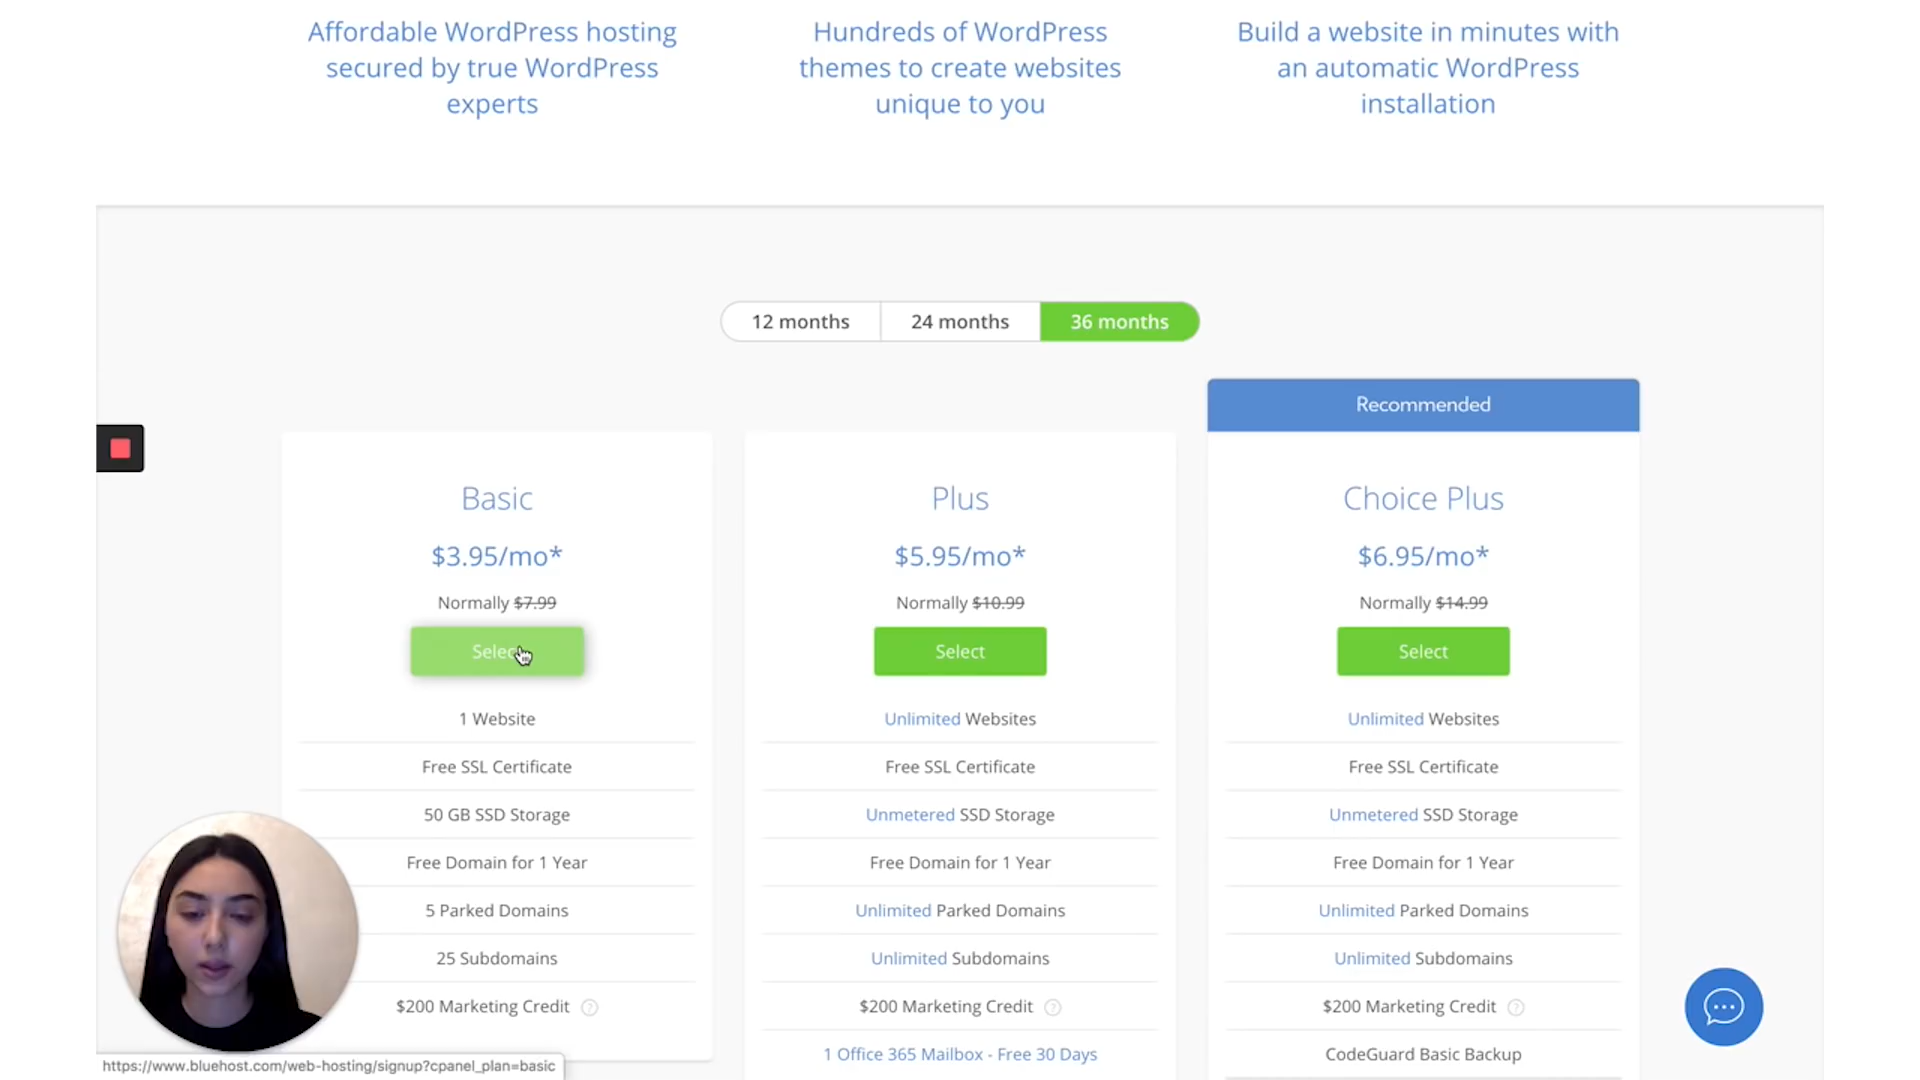 Affordable WordPress hosting
secured by true WordPress
experts
Hundreds of WordPress
themes to create websites
unique to you
Build a website in minutes with
an automatic WordPress
installation
12 months
24 months
36 months
Basic
$3.95/mo*
Normally $7.99
Select
1 Website
Free SSL Certificate
50 GB SSD Storage
Free Domain for 1 Year
5 Parked Domains
25 Subdomains
$200 Marketing Credit ?
Plus
$5.95/mo*
Normally $10.99
Select
Unlimited Websites
Free SSL Certificate
Unmetered SSD Storage
Free Domain for 1 Year
Unlimited Parked Domains
Unlimited Subdomains
$200 Marketing Credit ?
1 Office 365 Mailbox - Free 30 Days
Recommended
Choice Plus
$6.95/mo*
Normally $14.99
Select
Unlimited Websites
Free SSL Certificate
Unmetered SSD Storage
Free Domain for 1 Year
Unlimited Parked Domains
Unlimited Subdomains
$200 Marketing Credit ?
CodeGuard Basic Backup
https://www.bluehost.com/web-hosting/signup?cpanel_plan=basic